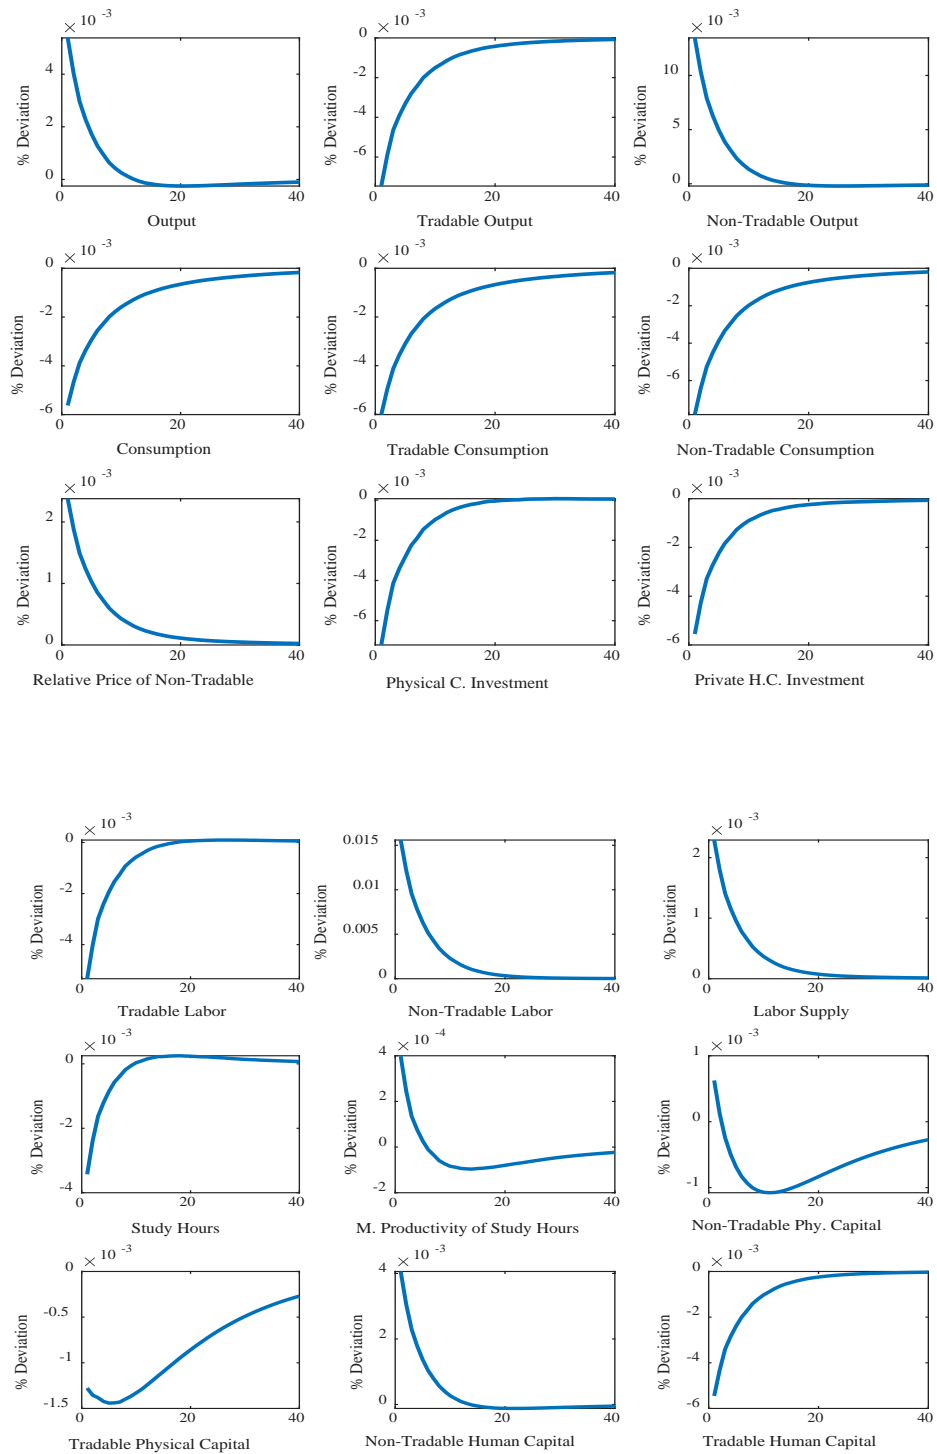 × 10 -3
4
2
0
% Deviation
0
20
40
Output
× 10 -3
0
-2
-4
-6
% Deviation
0
20
40
Tradable Output
× 10 -3
10
5
0
% Deviation
0
20
40
Non-Tradable Output
× 10 -3
0
-2
-4
-6
% Deviation
0
20
40
Consumption
× 10 -3
0
-2
-4
-6
% Deviation
0
20
40
Tradable Consumption
× 10 -3
0
-2
-4
-6
% Deviation
0
20
40
Non-Tradable Consumption
× 10 -3
2
1
0
% Deviation
0
20
40
Relative Price of Non-Tradable
× 10 -3
0
-2
-4
-6
% Deviation
0
20
40
Physical C. Investment
× 10 -3
0
-2
-4
-6
% Deviation
0
20
40
Private H.C. Investment
× 10 -3
0
-2
-4
% Deviation
0
20
40
Tradable Labor
0.015
0.01
0.005
0
% Deviation
0
20
40
Non-Tradable Labor
× 10 -3
2
1
0
% Deviation
0
20
40
Labor Supply
× 10 -3
0
-2
-4
% Deviation
0
20
40
Study Hours
× 10 -4
4
2
0
-2
% Deviation
0
20
40
M. Productivity of Study Hours
× 10 -3
1
0
-1
% Deviation
0
20
40
Non-Tradable Phy. Capital
× 10 -3
0
-0.5
-1
-1.5
% Deviation
0
20
40
Tradable Physical Capital
× 10 -3
4
2
0
% Deviation
0
20
40
Non-Tradable Human Capital
× 10 -3
0
-2
-4
-6
% Deviation
0
20
40
Tradable Human Capital